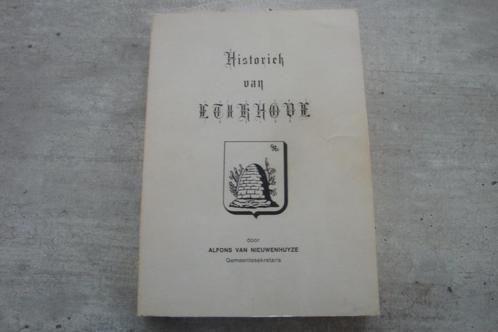 Historiek
van
ETIKHOVE
door
ALFONS VAN NIEUWENHUYZE
Gemeentesekretaris